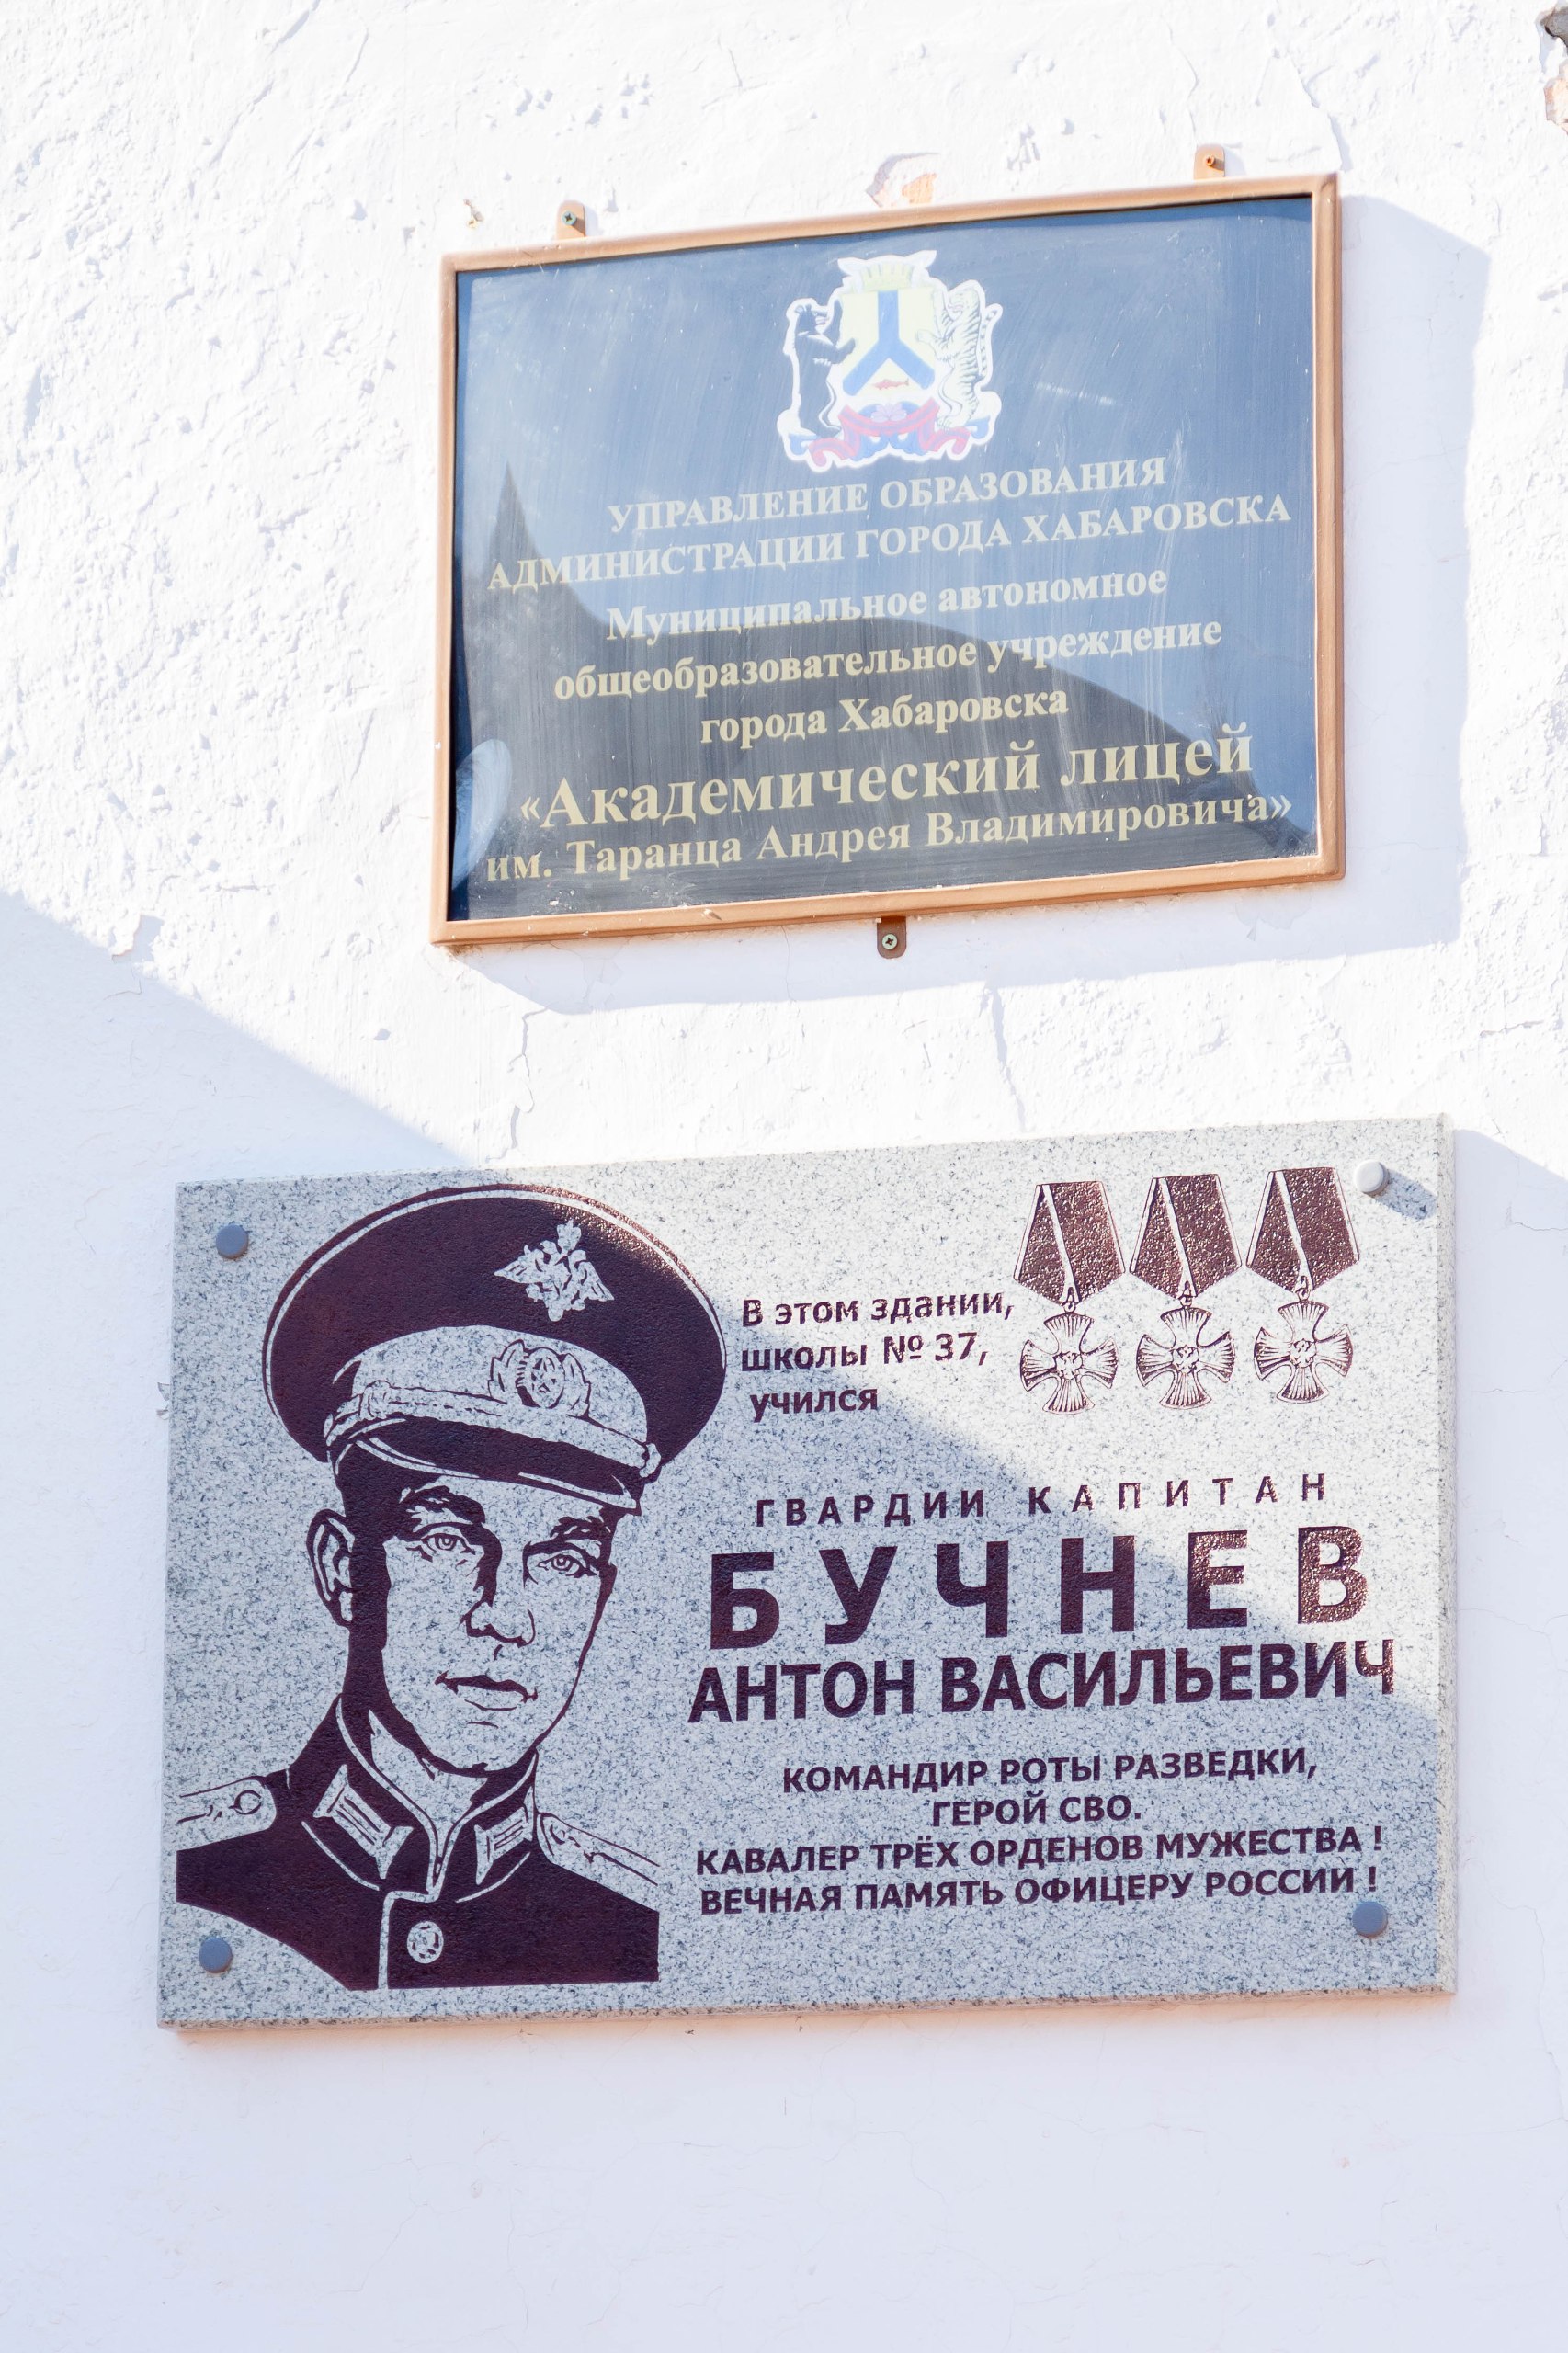 УПРАВЛЕНИЕ ОБРАЗОВАНИЯ
АДМИНИСТРАЦИИ ГОРОДА ХАБАРОВСКА
Муниципальное автономное
общеобразовательное учреждение
города Хабаровска
«Академический лицей
им. Таранца Андрея Владимировича»
В этом здании,
школы № 37,
учился
ГВАРДИИ КАПИТАН
БУЧНЕВ
АНТОН ВАСИЛЬЕВИЧ
КОМАНДИР РОТЫ РАЗВЕДКИ,
ГЕРОЙ СВО.
КАВАЛЕР ТРЁХ ОРДЕНОВ МУЖЕСТВА !
ВЕЧНАЯ ПАМЯТЬ ОФИЦЕРУ РОССИИ !